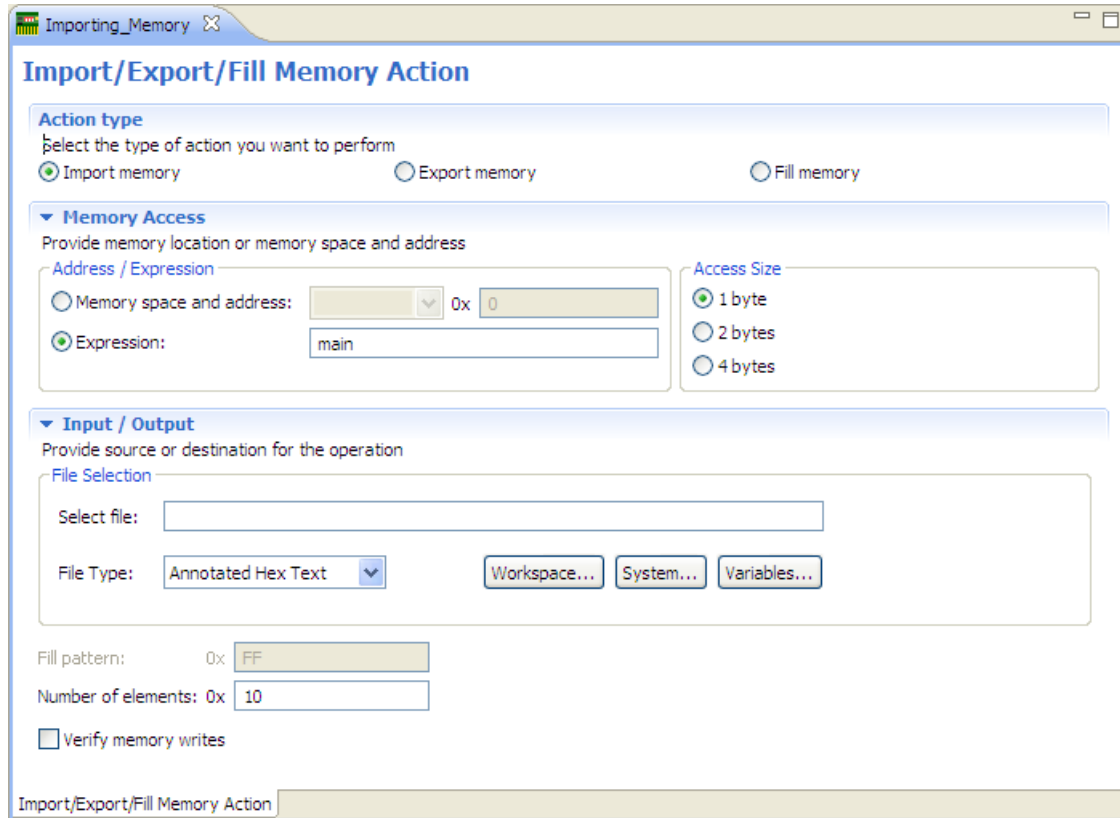 Importing_Memory
Import/Export/Fill Memory Action
Action type
Select the type of action you want to perform
Import memory Export memory Fill memory
Memory Access
Provide memory location or memory space and address
Address / Expression Access Size
Memory space and address: 0x 0 1 byte
Expression: main 2 bytes
4 bytes
Input / Output
Provide source or destination for the operation
File Selection
Select file:
File Type: Annotated Hex Text Workspace... System... Variables...
Fill pattern: 0x FF
Number of elements: 0x 10
Verify memory writes
Import/Export/Fill Memory Action